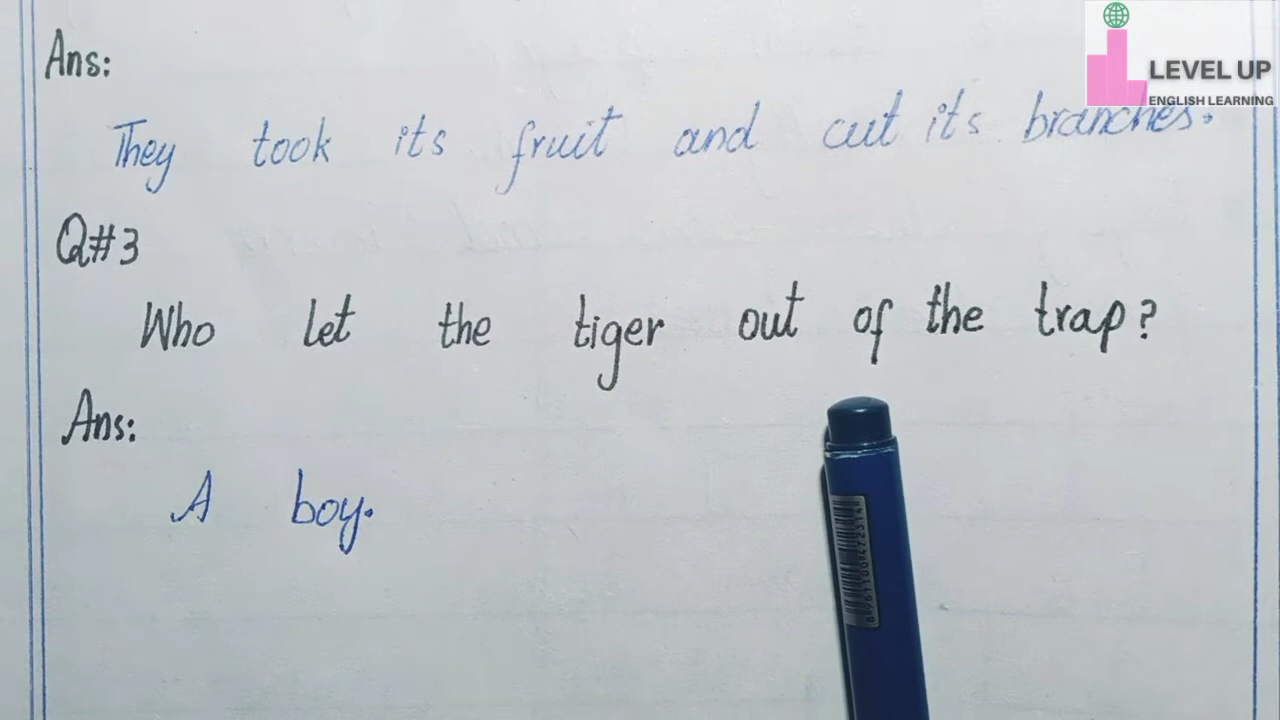 Ans:
LEVEL UP
ENGLISH LEARNING
They took its fruit and cut its branches.
Q#3
Who let the tiger out of the trap?
Ans:
A boy.